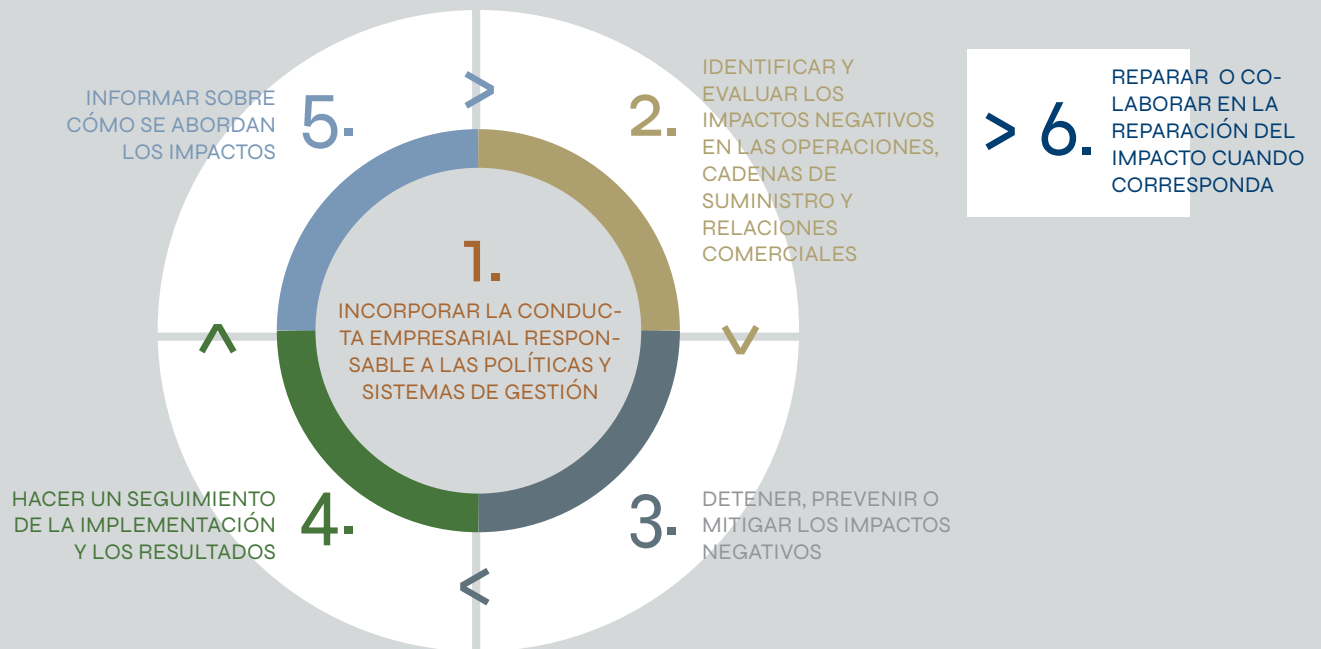 1.
INCORPORAR LA CONDUC-
TA EMPRESARIAL RESPON-
SABLE A LAS POLÍTICAS Y
SISTEMAS DE GESTIÓN
2.
IDENTIFICAR Y
EVALUAR LOS
IMPACTOS NEGATIVOS
EN LAS OPERACIONES,
CADENAS DE
SUMINISTRO Y
RELACIONES
COMERCIALES
3.
DETENER, PREVENIR O
MITIGAR LOS IMPACTOS
NEGATIVOS
4.
HACER UN SEGUIMIENTO
DE LA IMPLEMENTACIÓN
Y LOS RESULTADOS
5.
INFORMAR SOBRE
CÓMO SE ABORDAN
LOS IMPACTOS
> 6.
REPARAR O CO-
LABORAR EN LA
REPARACIÓN DEL
IMPACTO CUANDO
CORRESPONDA